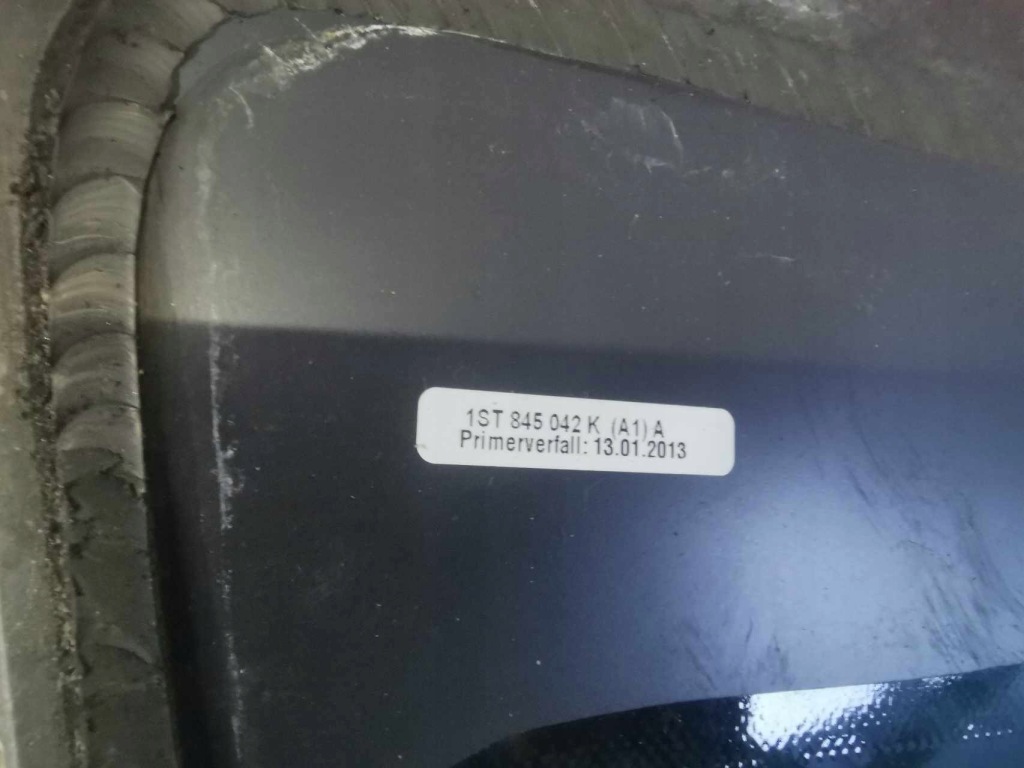 1ST 845 042 K (A1) A
Primerverfall: 13.01.2013